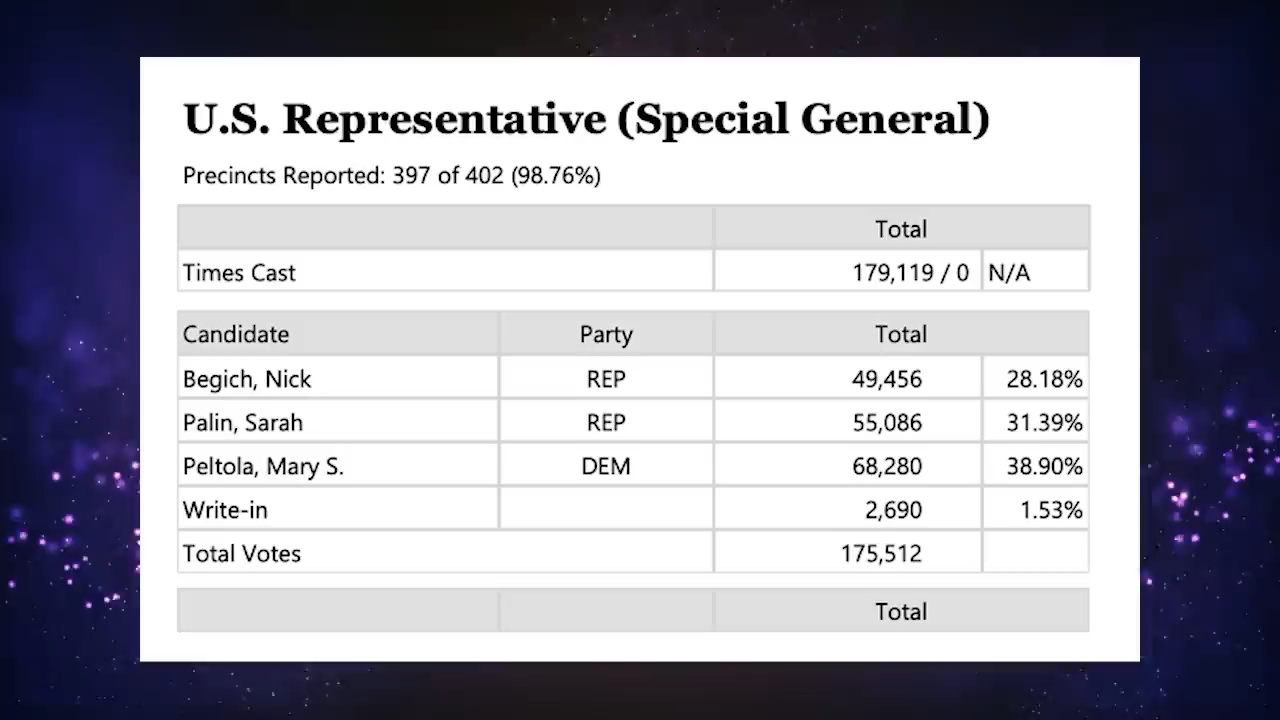 U.S. Representative (Special General)
Precincts Reported: 397 of 402 (98.76%)
Total
Times Cast 179,119 / 0 N/A
Candidate Party Total
Begich, Nick REP 49,456 28.18%
Palin, Sarah REP 55,086 31.39%
Peltola, Mary S. DEM 68,280 38.90%
Write-in 2,690 1.53%
Total Votes 175,512
Total